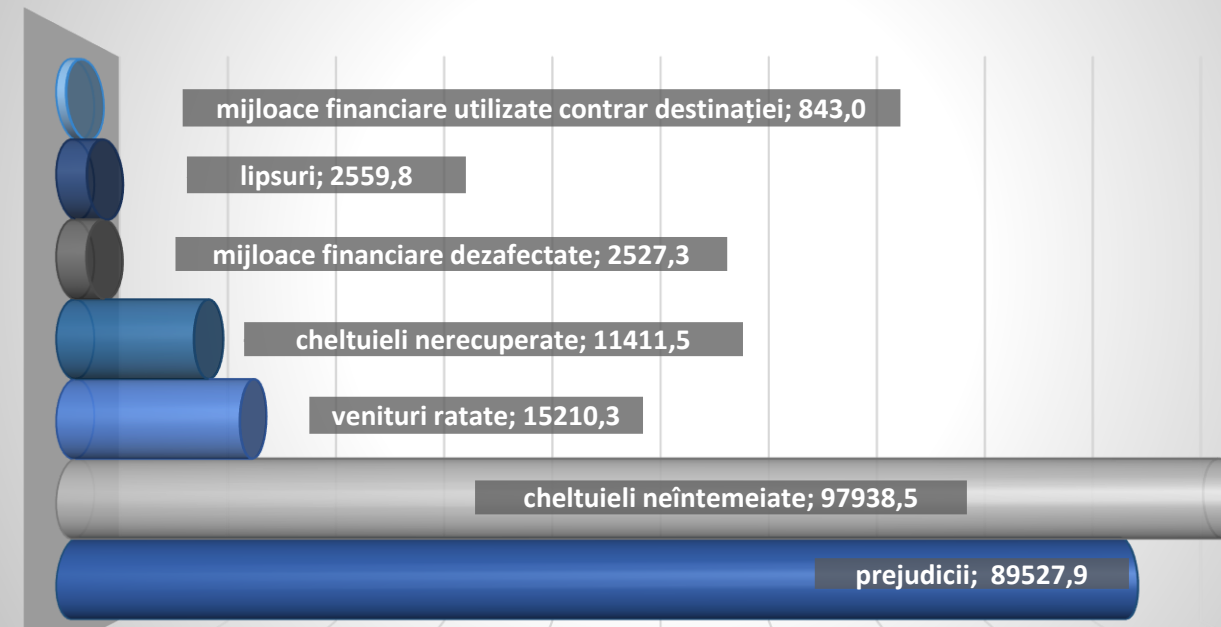 mijloace financiare utilizate contrar destinației; 843,0
lipsuri; 2559,8
mijloace financiare dezafectate; 2527,3
cheltuieli nerecuperate; 11411,5
venituri ratate; 15210,3
cheltuieli neîntemeiate; 97938,5
prejudicii;  89527,9